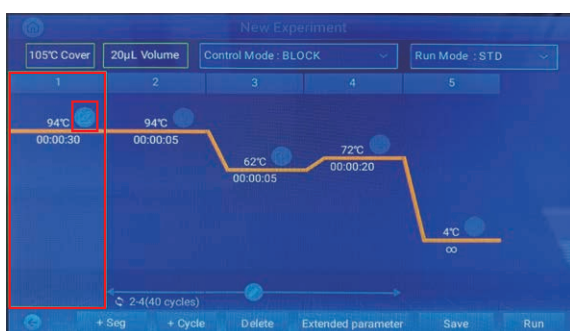 New Experiment
105℃ Cover 20μL Volume Control Mode : BLOCK Run Mode : STD
1 2 3 4 5
94℃ 94℃ 62℃ 72℃ 4℃
00:00:30 00:00:05 00:00:05 00:00:20 ∞
2-4(40 cycles)
+ Seg + Cycle Delete Extended parameter Save Run